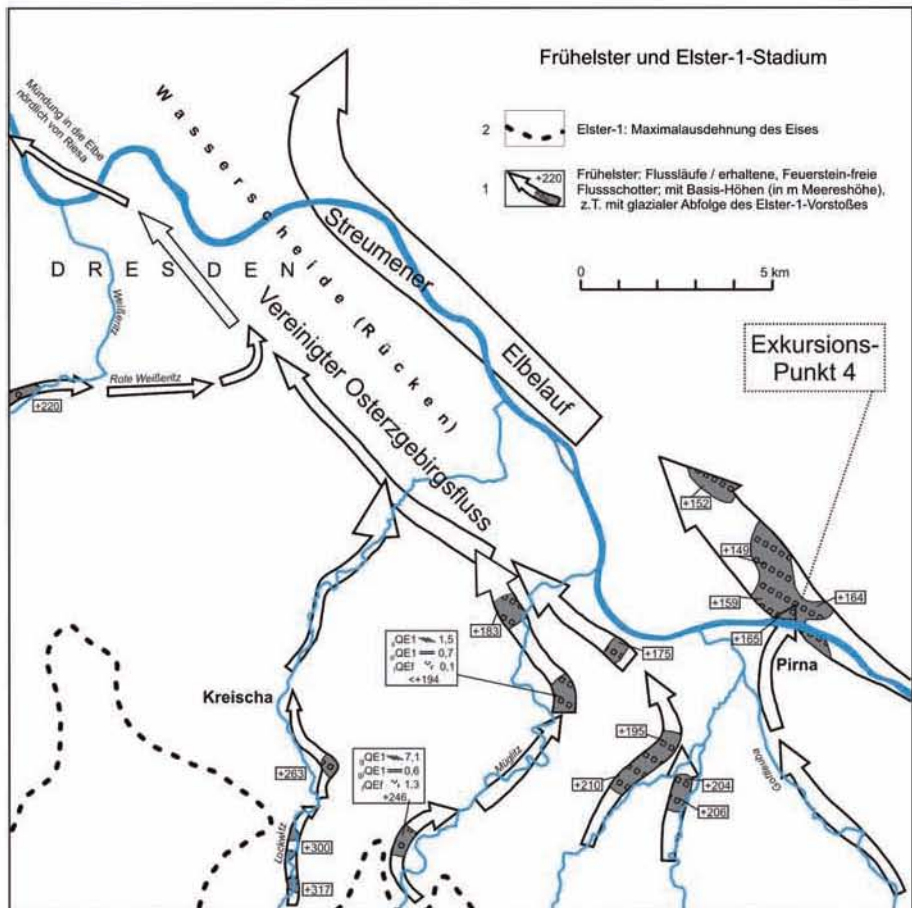 Frühelster und Elster-1-Stadium
2 Elster-1: Maximalausdehnung des Eises
1 +220 Frühelster: Flussläufe / erhaltene, Feuerstein-freie
Flussschotter; mit Basis-Höhen (in m Meereshöhe),
z.T. mit glazialer Abfolge des Elster-1-Vorstoßes
0 5 km
Mündung in die Elbe
nördlich von Riesa
Wasserscheide (Rücken)
Streumener
Elbelauf
DRESDEN
Weißeritz
Vereinigter Osterzgebirgsfluss
Rote Weißeritz
+220
Exkursions-
Punkt 4
+152
+149
+159
+164
+165
Pirna
+183
+175
gQE1 1,5
QE1 0,7
fQEf 0,1
<+194
Kreischa
+195
+263
gQE1 7,1
QE1 0,6
fQEf 1,3
+246
Müglitz
+210
+204
+206
Gottleuba
Lockwitz
+300
+317